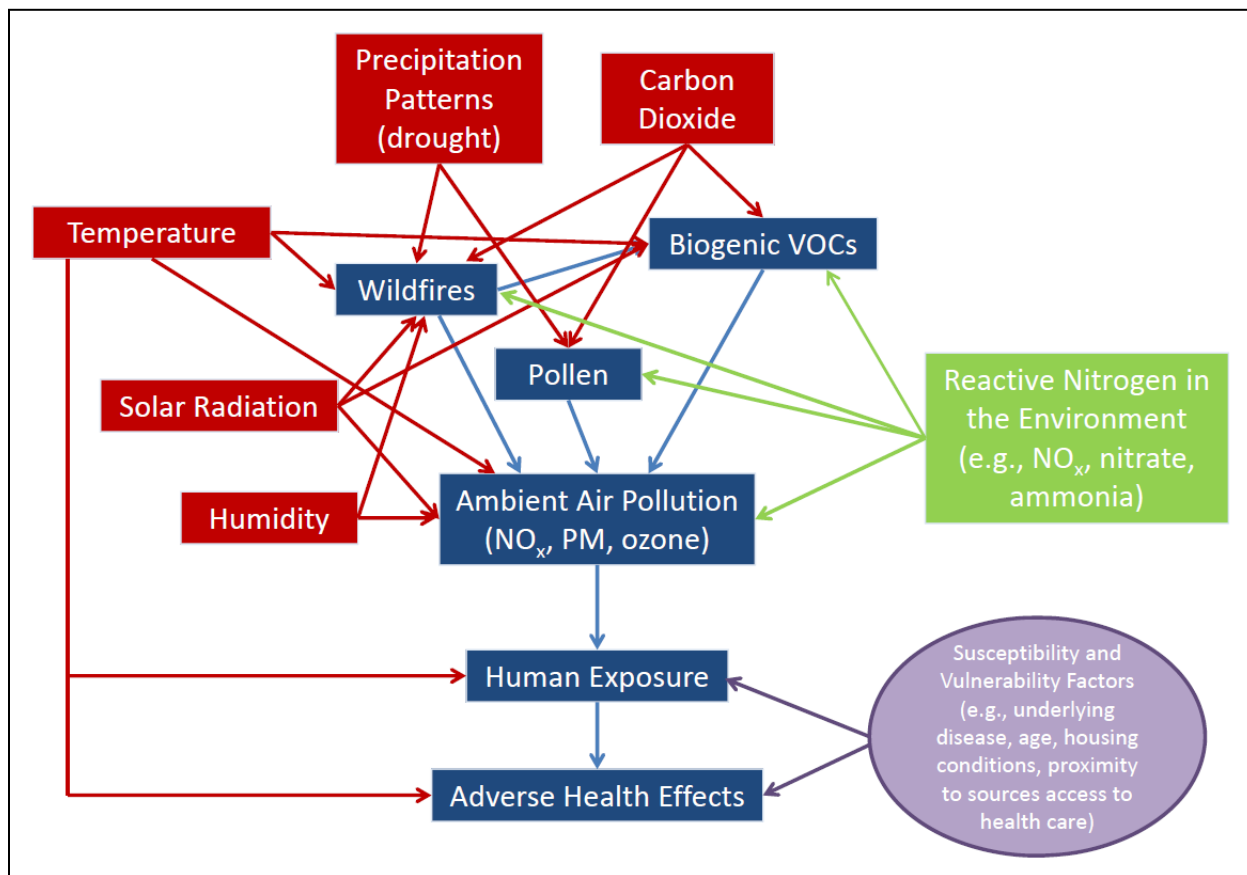 Precipitation
Patterns
(drought)
Carbon
Dioxide
Temperature
Biogenic VOCs
Wildfires
Pollen
Solar Radiation
Reactive Nitrogen in
the Environment
(e.g., NOx, nitrate,
ammonia)
Humidity
Ambient Air Pollution
(NOx, PM, ozone)
Human Exposure
Susceptibility and
Vulnerability Factors
(e.g., underlying
disease, age, housing
conditions, proximity
to sources access to
health care)
Adverse Health Effects